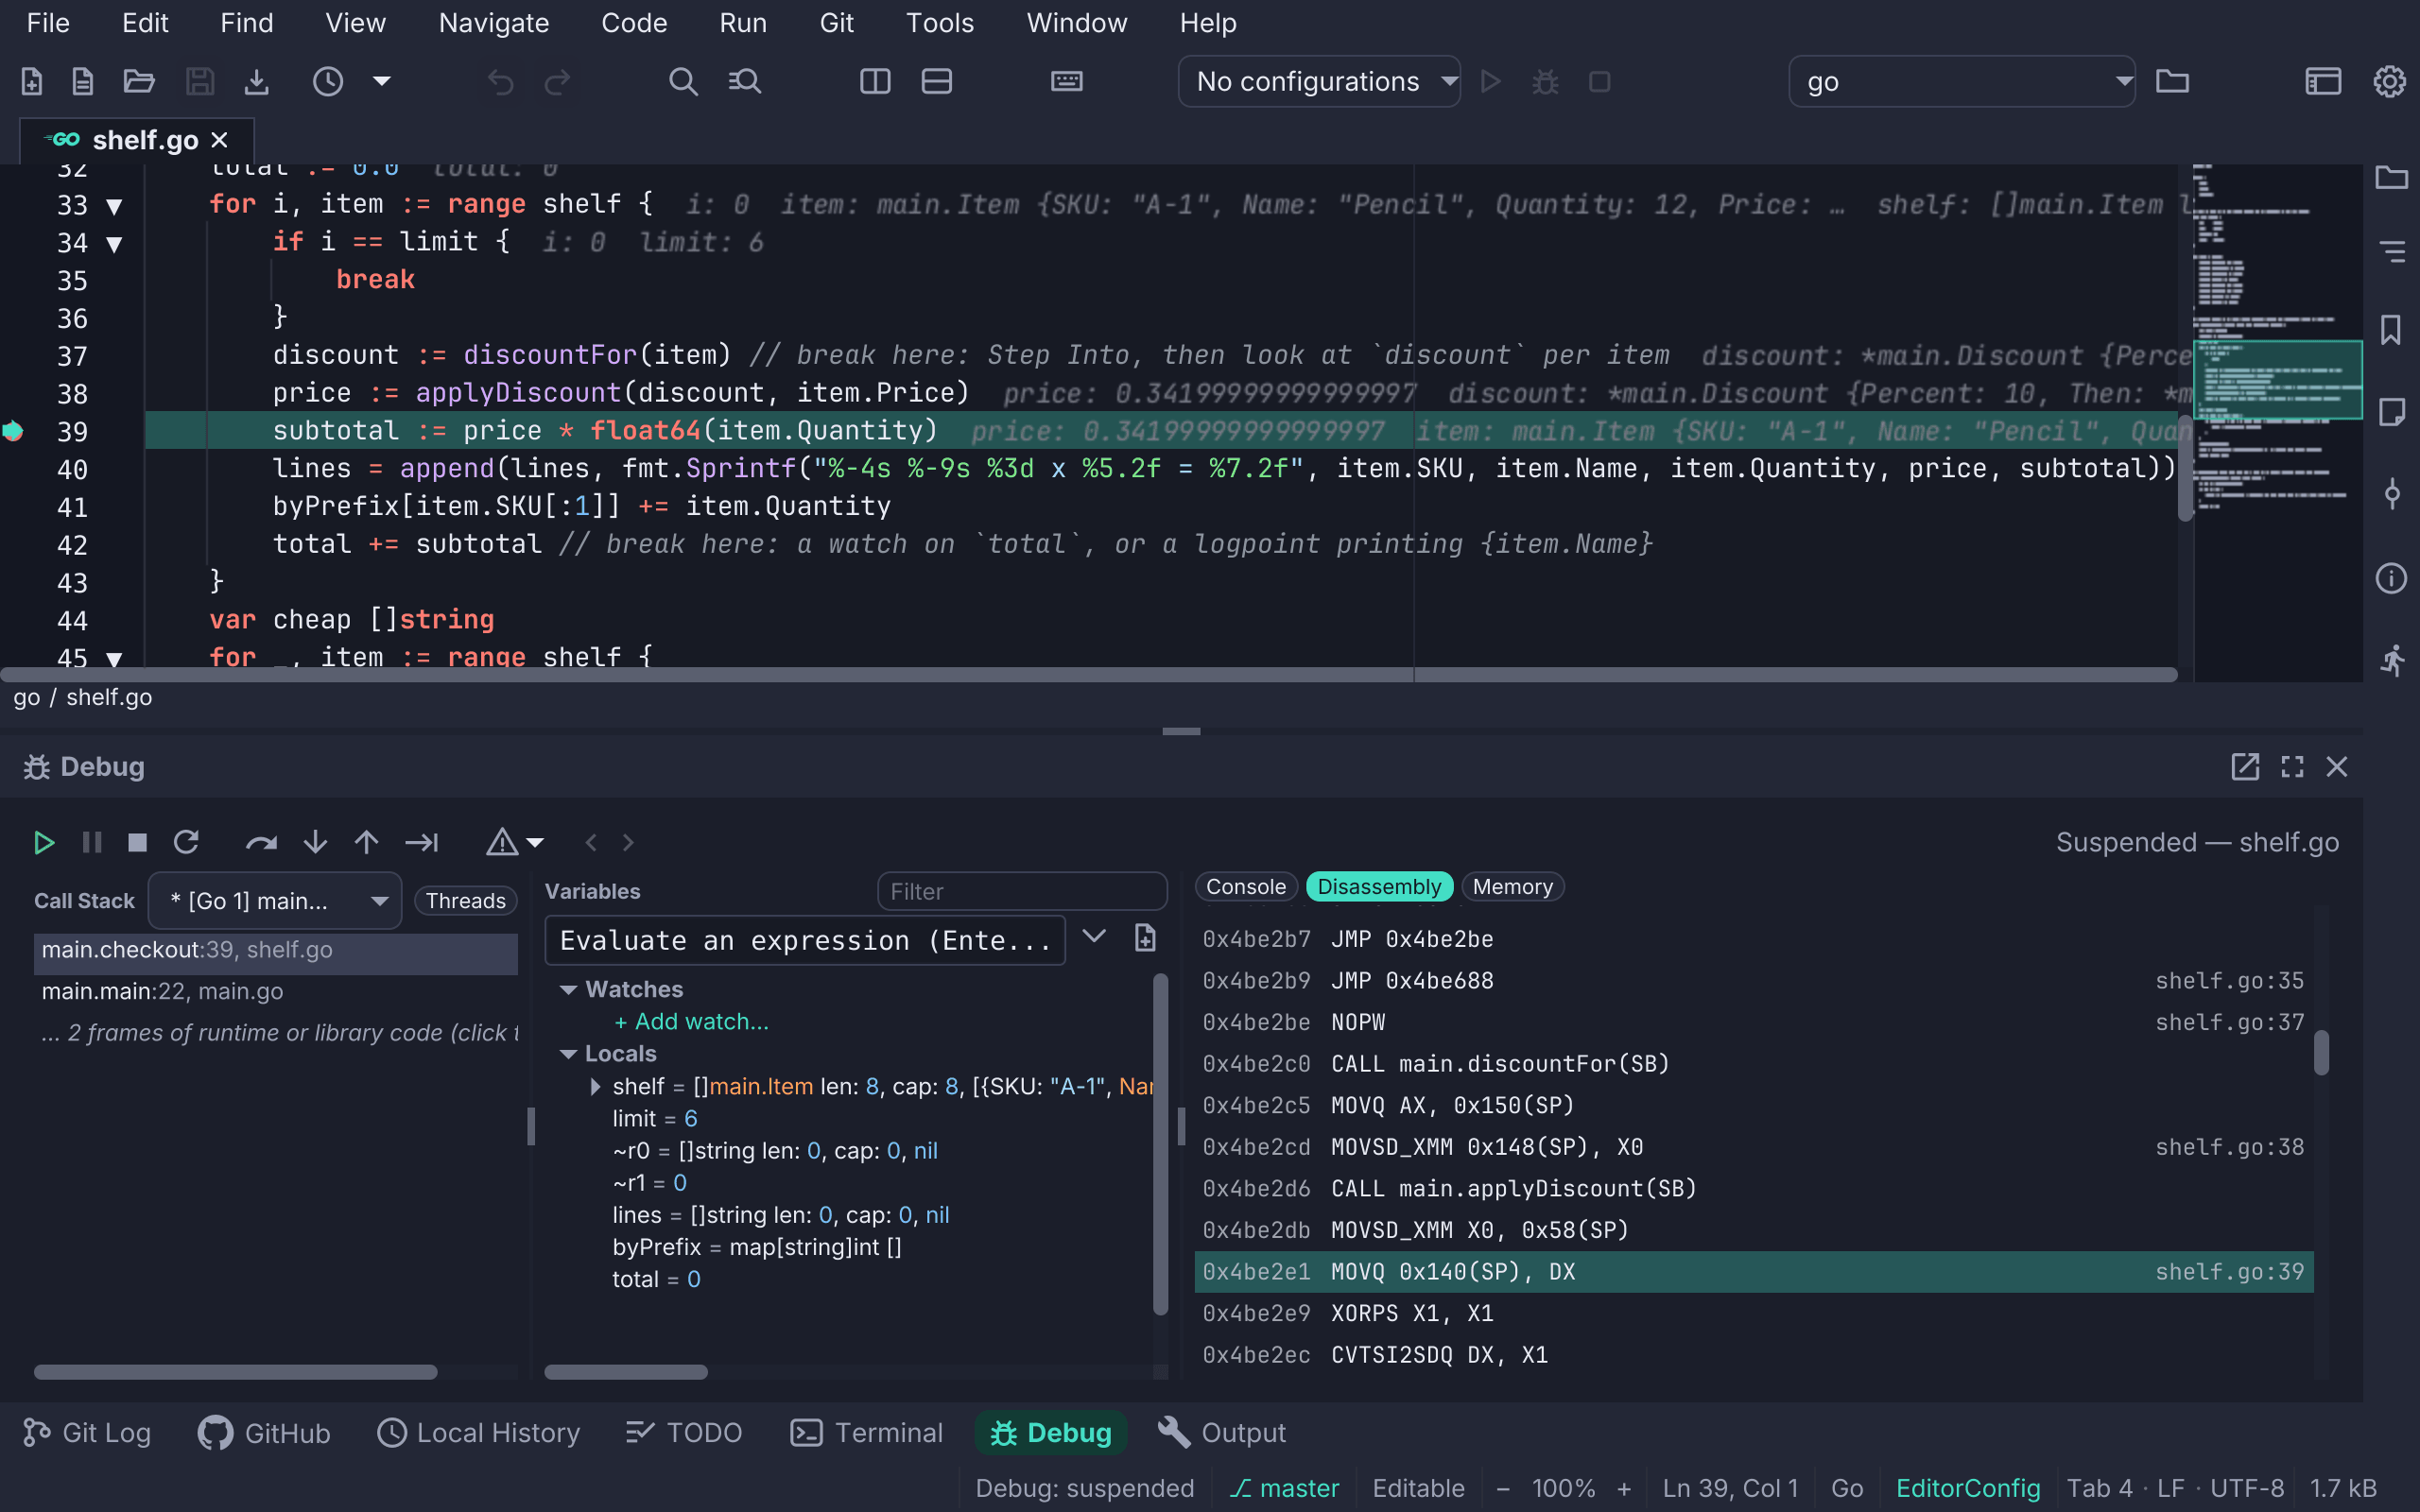 File Edit Find View Navigate Code Run Git Tools Window Help
No configurations go
GO shelf.go
32 total := 0.0 total: 0
33 for i, item := range shelf { i: 0 item: main.Item {SKU: "A-1", Name: "Pencil", Quantity: 12, Price: … shelf: []main.Item l
34 if i == limit { i: 0 limit: 6
35 break
36 }
37 discount := discountFor(item) // break here: Step Into, then look at `discount` per item discount: *main.Discount {Perce
38 price := applyDiscount(discount, item.Price) price: 0.34199999999999997 discount: *main.Discount {Percent: 10, Then: *m
39 subtotal := price * float64(item.Quantity) price: 0.34199999999999997 item: main.Item {SKU: "A-1", Name: "Pencil", Quan
40 lines = append(lines, fmt.Sprintf("%-4s %-9s %3d x %5.2f = %7.2f", item.SKU, item.Name, item.Quantity, price, subtotal))
41 byPrefix[item.SKU[:1]] += item.Quantity
42 total += subtotal // break here: a watch on `total`, or a logpoint printing {item.Name}
43 }
44 var cheap []string
45 for _, item := range shelf {
go / shelf.go
Debug
Suspended — shelf.go
Call Stack * [Go 1] main... Threads
main.checkout:39, shelf.go
main.main:22, main.go
... 2 frames of runtime or library code (click t
Variables Filter
Evaluate an expression (Ente...
Watches
+ Add watch...
Locals
shelf = []main.Item len: 8, cap: 8, [{SKU: "A-1", Nar
limit = 6
~r0 = []string len: 0, cap: 0, nil
~r1 = 0
lines = []string len: 0, cap: 0, nil
byPrefix = map[string]int []
total = 0
Console Disassembly Memory
0x4be2b7 JMP 0x4be2be
0x4be2b9 JMP 0x4be688 shelf.go:35
0x4be2be NOPW shelf.go:37
0x4be2c0 CALL main.discountFor(SB)
0x4be2c5 MOVQ AX, 0x150(SP)
0x4be2cd MOVSD_XMM 0x148(SP), X0 shelf.go:38
0x4be2d6 CALL main.applyDiscount(SB)
0x4be2db MOVSD_XMM X0, 0x58(SP)
0x4be2e1 MOVQ 0x140(SP), DX shelf.go:39
0x4be2e9 XORPS X1, X1
0x4be2ec CVTSI2SDQ DX, X1
Git Log GitHub Local History TODO Terminal Debug Output
Debug: suspended master Editable − 100% + Ln 39, Col 1 Go EditorConfig Tab 4 · LF · UTF-8 1.7 kB